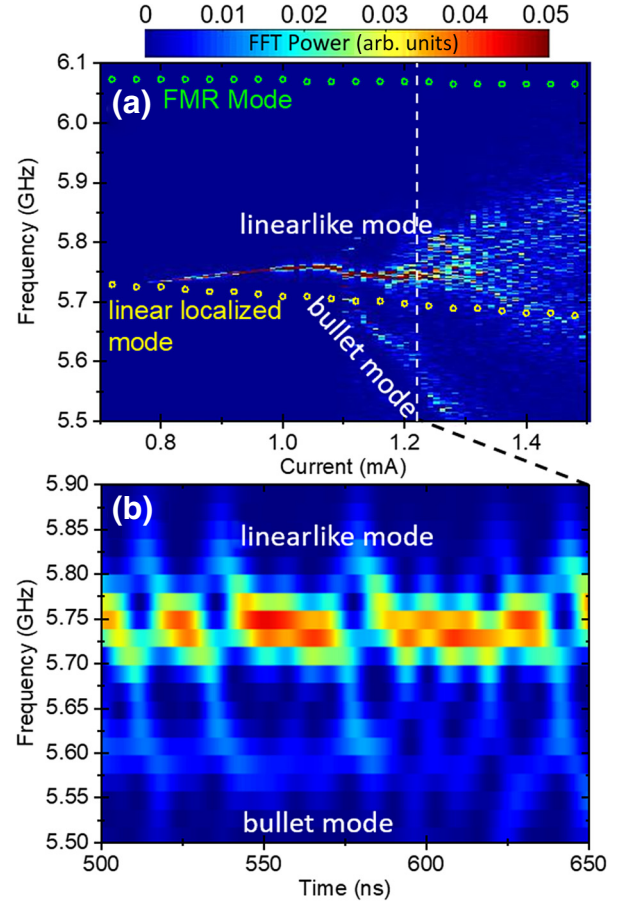 0 0.01 0.02 0.03 0.04 0.05
FFT Power (arb. units)
6.1
6.0
5.9
5.8
5.7
5.6
5.5
Frequency (GHz)
(a)
FMR Mode
linearlike mode
linear localized
mode
bullet mode
0.8 1.0 1.2 1.4
Current (mA)
5.90
5.85
5.80
5.75
5.70
5.65
5.60
5.55
5.50
Frequency (GHz)
(b)
linearlike mode
bullet mode
500 550 600 650
Time (ns)